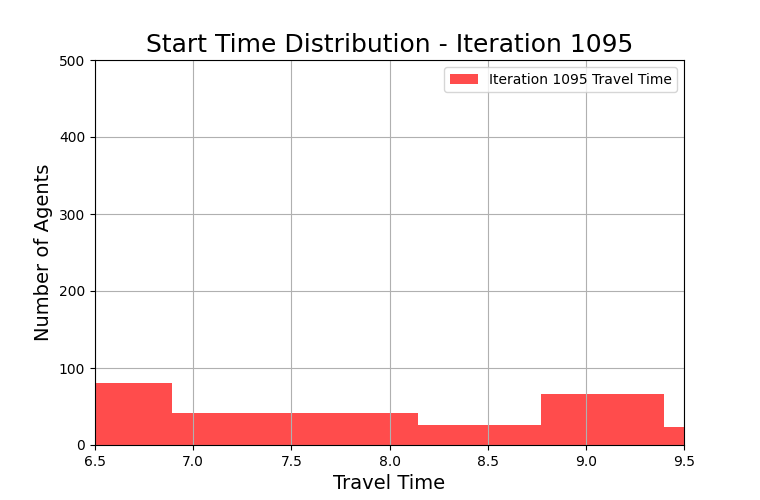 Start Time Distribution - Iteration 1095
Iteration 1095 Travel Time
Number of Agents
500
400
300
200
100
0
6.5 7.0 7.5 8.0 8.5 9.0 9.5
Travel Time